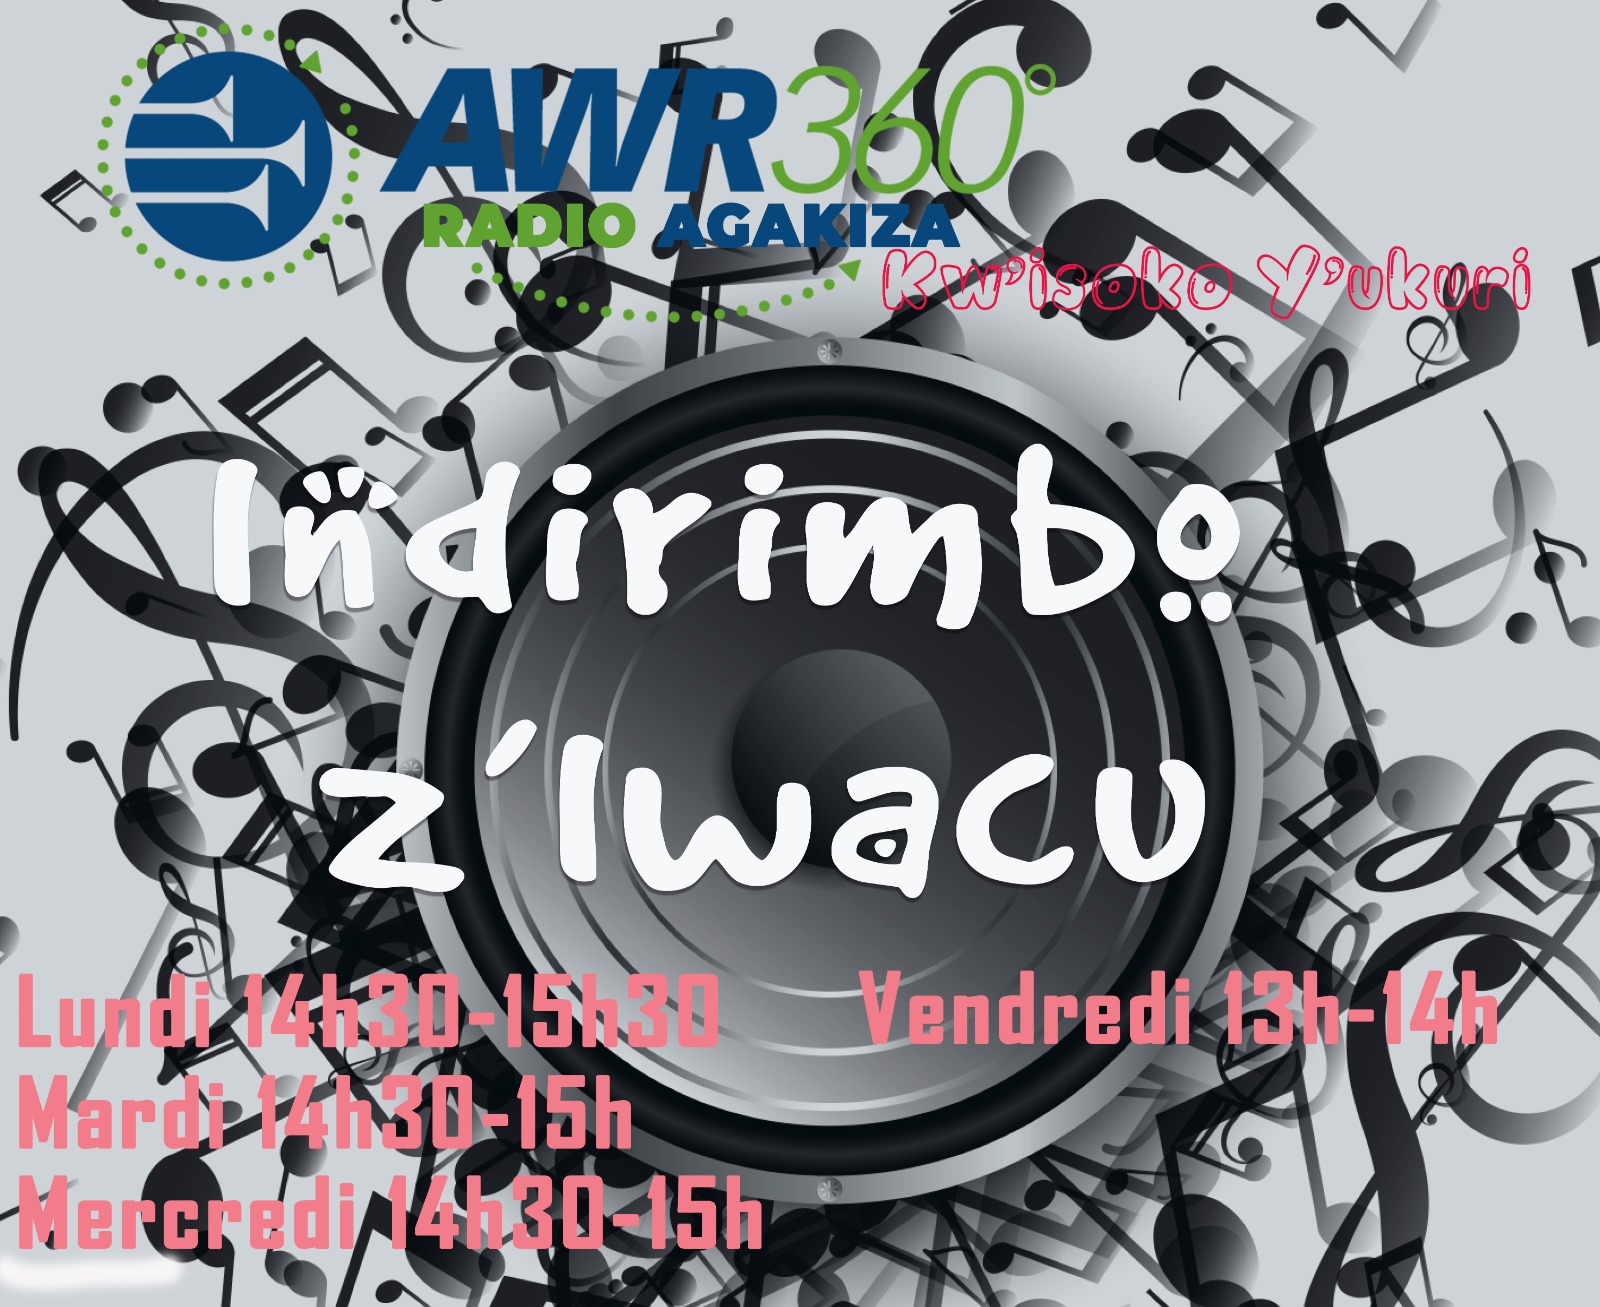 AWR360°
RADIO AGAKIZA
Kw'isoko Y'ukuri
Indirimbo
z'Iwacu
Lundi 14h30-15h30
Vendredi 13h-14h
Mardi 14h30-15h
Mercredi 14h30-15h